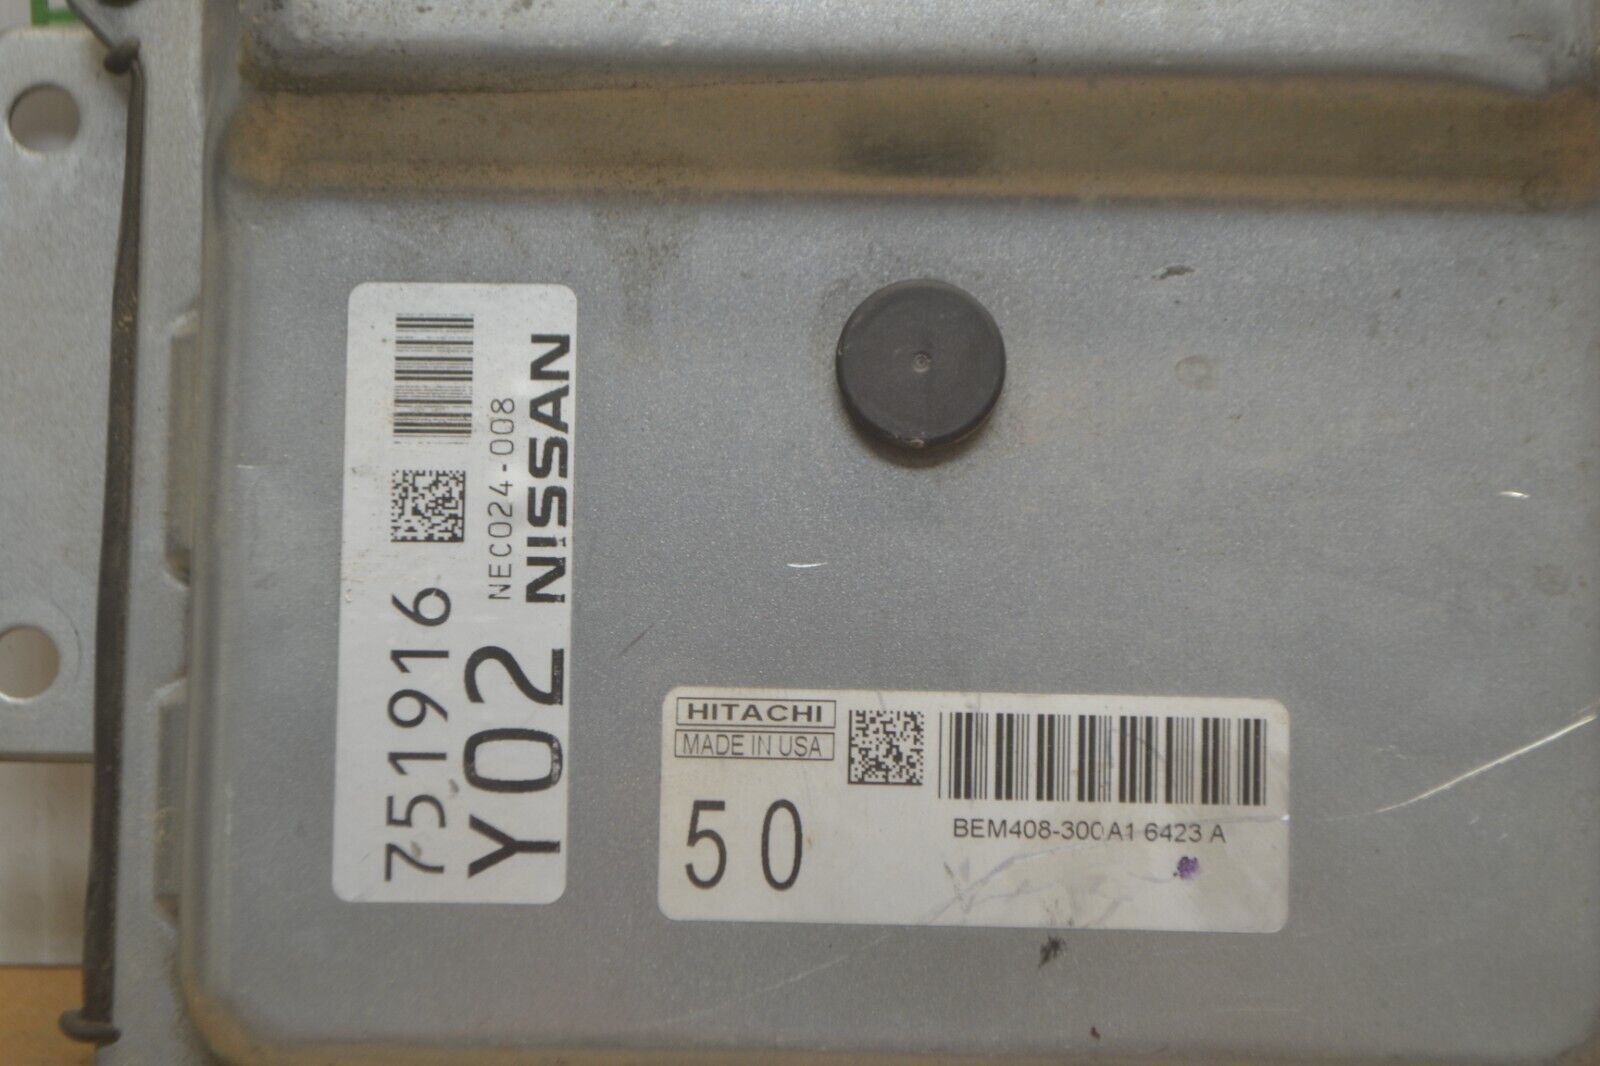 751916
Y02
NEC024-008
NISSAN
HITACHI
MADE IN USA
50
BEM408-300 A1 6423 A